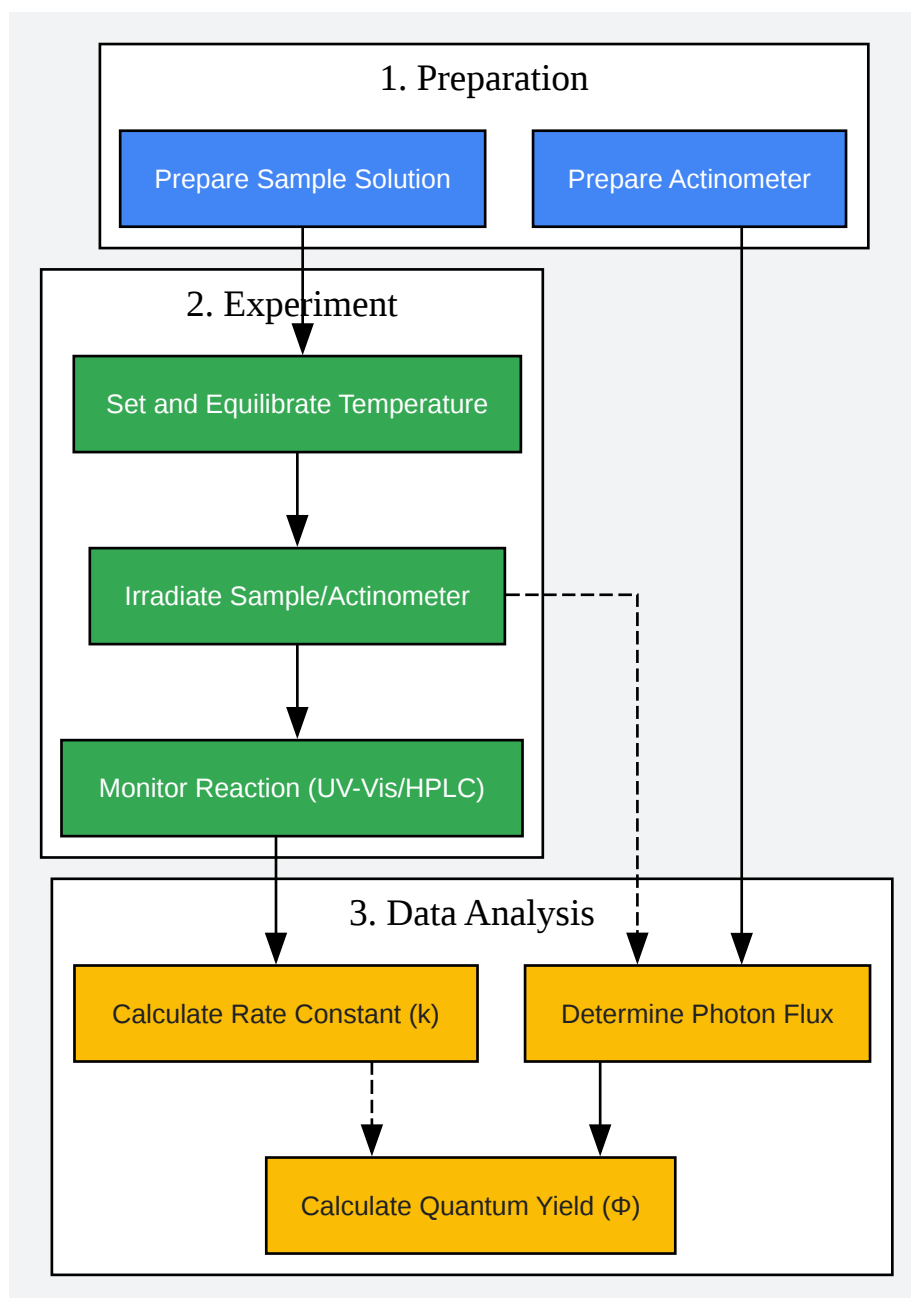 1. Preparation
Prepare Sample Solution
Prepare Actinometer
2. Experiment
Set and Equilibrate Temperature
Irradiate Sample/Actinometer
Monitor Reaction (UV-Vis/HPLC)
3. Data Analysis
Calculate Rate Constant (k)
Determine Photon Flux
Calculate Quantum Yield (Φ)